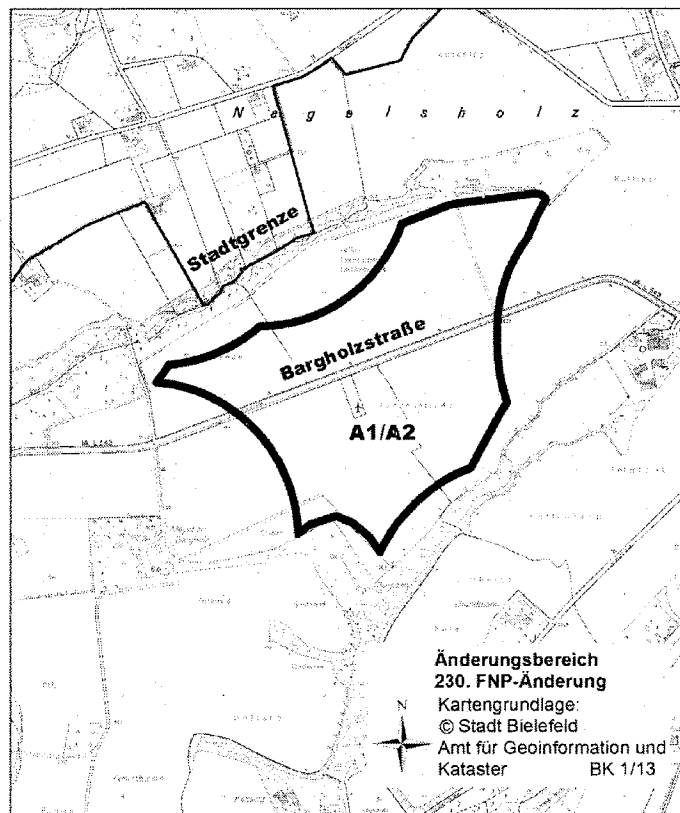 Negelsholz
Stadtgrenze
Bargholzstraße
A1/A2
Änderungsbereich
230. FNP-Änderung
N
Kartengrundlage:
© Stadt Bielefeld
Amt für Geoinformation und
Kataster BK 1/13